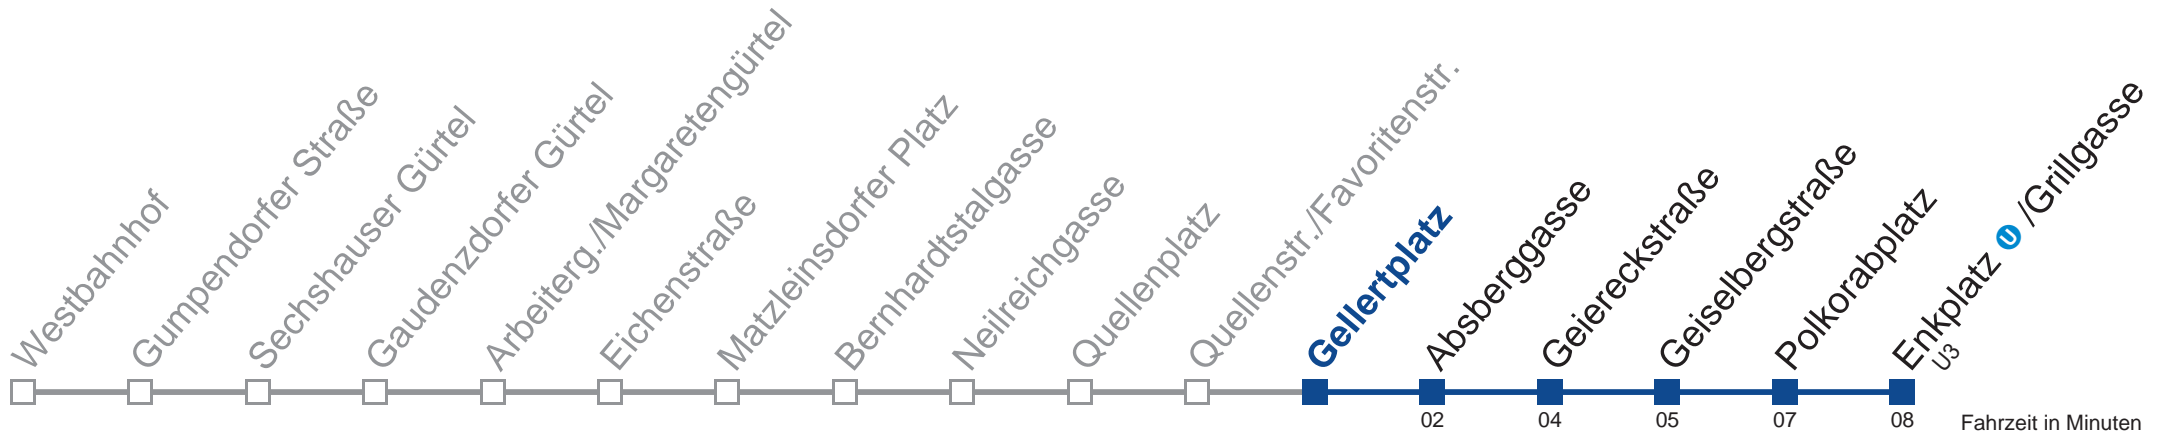 Westbahnhof
Gumpendorfer Straße
Sechshauser Gürtel
Gaudenzdorfer Gürtel
Arbeiterg./Margaretengürtel
Eichenstraße
Matzleinsdorfer Platz
Bernhardtstalgasse
Neilreichgasse
Quellenplatz
Quellenstr./Favoritenstr.
Gellertplatz
Absberggasse
Geiereckstraße
Geiselbergstraße
Polkorabplatz
Enkplatz U /Grillgasse
U3
02 04 05 07 08 Fahrzeit in Minuten